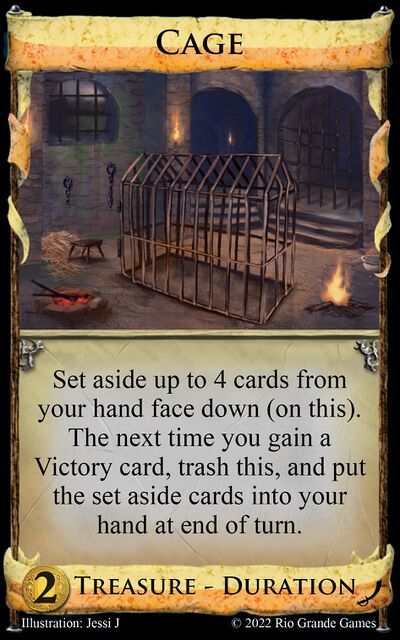 CAGE
Set aside up to 4 cards from
your hand face down (on this).
The next time you gain a
Victory card, trash this, and put
the set aside cards into your
hand at end of turn.
2 TREASURE - DURATION
Illustration: Jessi J © 2022 Rio Grande Games